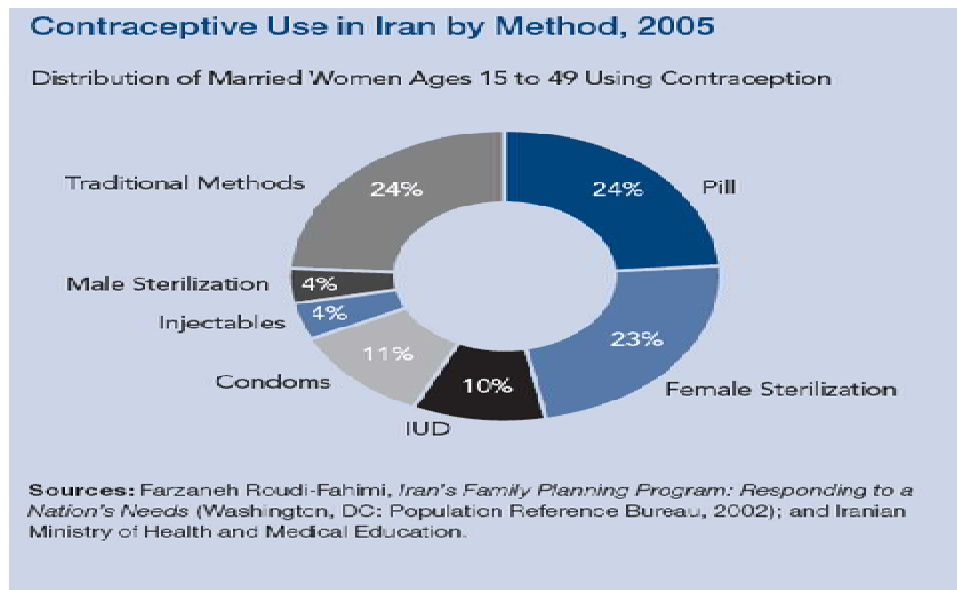 Contraceptive Use in Iran by Method, 2005
Distribution of Married Women Ages 15 to 49 Using Contraception
Traditional Methods
24%
24%
Pill
Male Sterilization
4%
Injectables
4%
23%
Condoms
11%
10%
Female Sterilization
IUD
Sources: Farzaneh Roudi-Fahimi, Iran's Family Planning Program: Responding to a
Nation's Needs (Washington, DC: Population Reference Bureau, 2002); and Iranian
Ministry of Health and Medical Education.